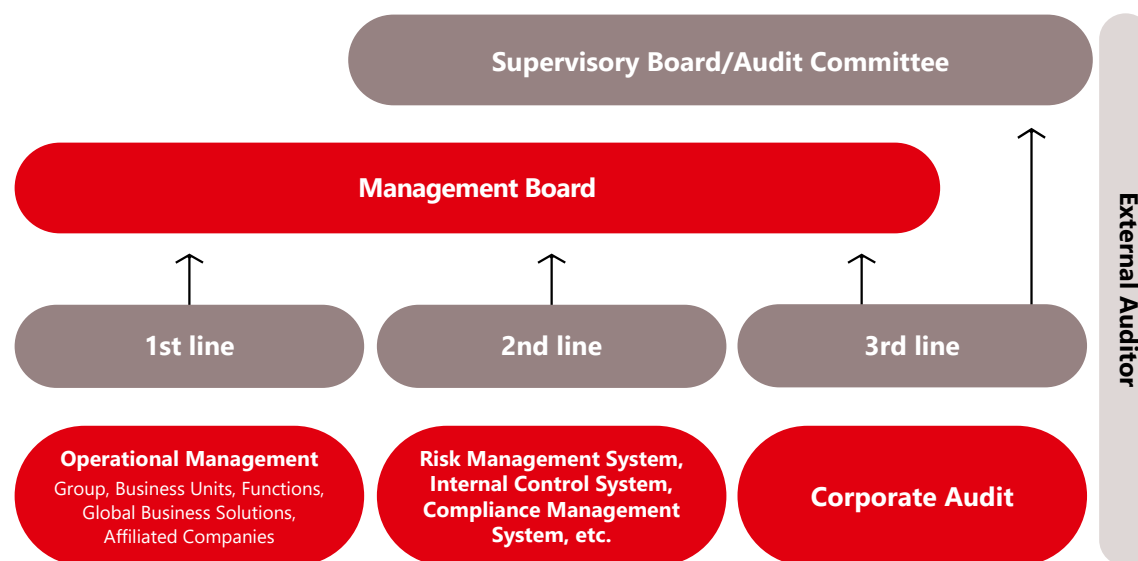 Supervisory Board/Audit Committee
Management Board
1st line
2nd line
3rd line
Operational Management
Group, Business Units, Functions,
Global Business Solutions,
Affiliated Companies
Risk Management System,
Internal Control System,
Compliance Management
System, etc.
Corporate Audit
External Auditor